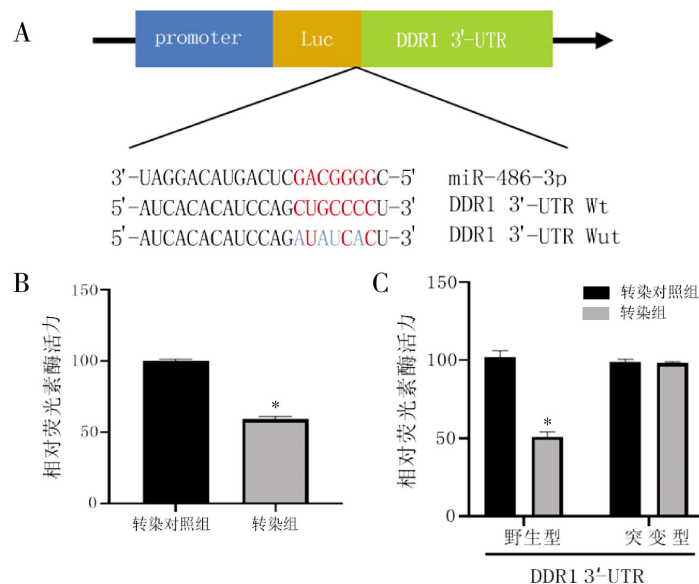 A
promoter Luc DDR1 3'-UTR
3'-UAGGACAUGACUCGACGGGGC-5' miR-486-3p
5'-AUCACACAUCCAGCUGCCCCU-3' DDR1 3'-UTR Wt
5'-AUCACACAUCCAGAUAUCACU-3' DDR1 3'-UTR Wut
B
相对荧光素酶活力
150
100
50
0
*
转染对照组 转染组
C
转染对照组
转染组
相对荧光素酶活力
150
100
50
0
*
野生型 突变型
DDR1 3'-UTR